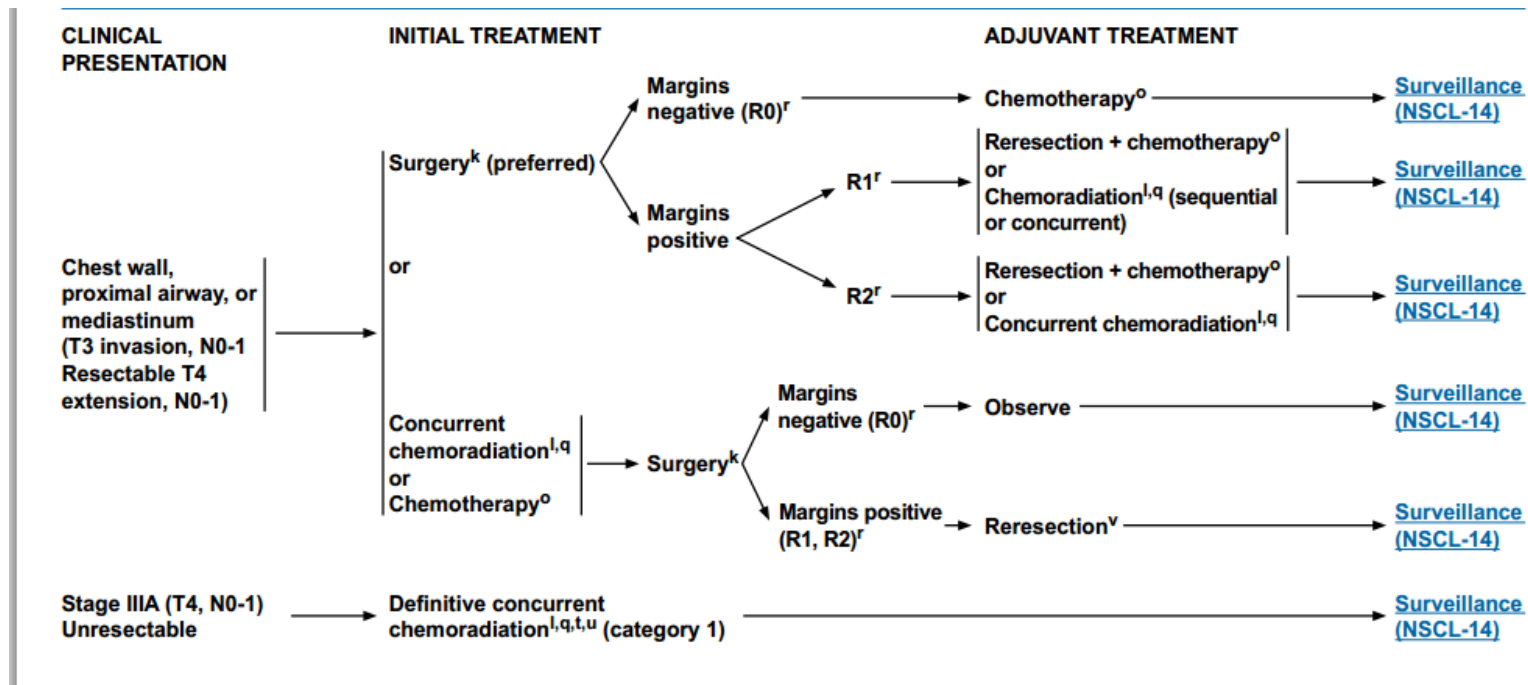 CLINICAL
PRESENTATION
INITIAL TREATMENT
ADJUVANT TREATMENT
Chest wall,
proximal airway, or
mediastinum
(T3 invasion, N0-1
Resectable T4
extension, N0-1)
Surgeryᵏ (preferred)
or
Concurrent
chemoradiationˡ,q
or
Chemotherapyᵒ
Margins
negative (R0)ʳ
Chemotherapyᵒ
Surveillance
(NSCL-14)
Margins
positive
R1ʳ
Reresection + chemotherapyᵒ
or
Chemoradiationˡ,q (sequential
or concurrent)
Surveillance
(NSCL-14)
R2ʳ
Reresection + chemotherapyᵒ
or
Concurrent chemoradiationˡ,q
Surveillance
(NSCL-14)
Surgeryᵏ
Margins
negative (R0)ʳ
Observe
Surveillance
(NSCL-14)
Margins positive
(R1, R2)ʳ
Reresectionᵛ
Surveillance
(NSCL-14)
Stage IIIA (T4, N0-1)
Unresectable
Definitive concurrent
chemoradiationˡ,q,t,u (category 1)
Surveillance
(NSCL-14)